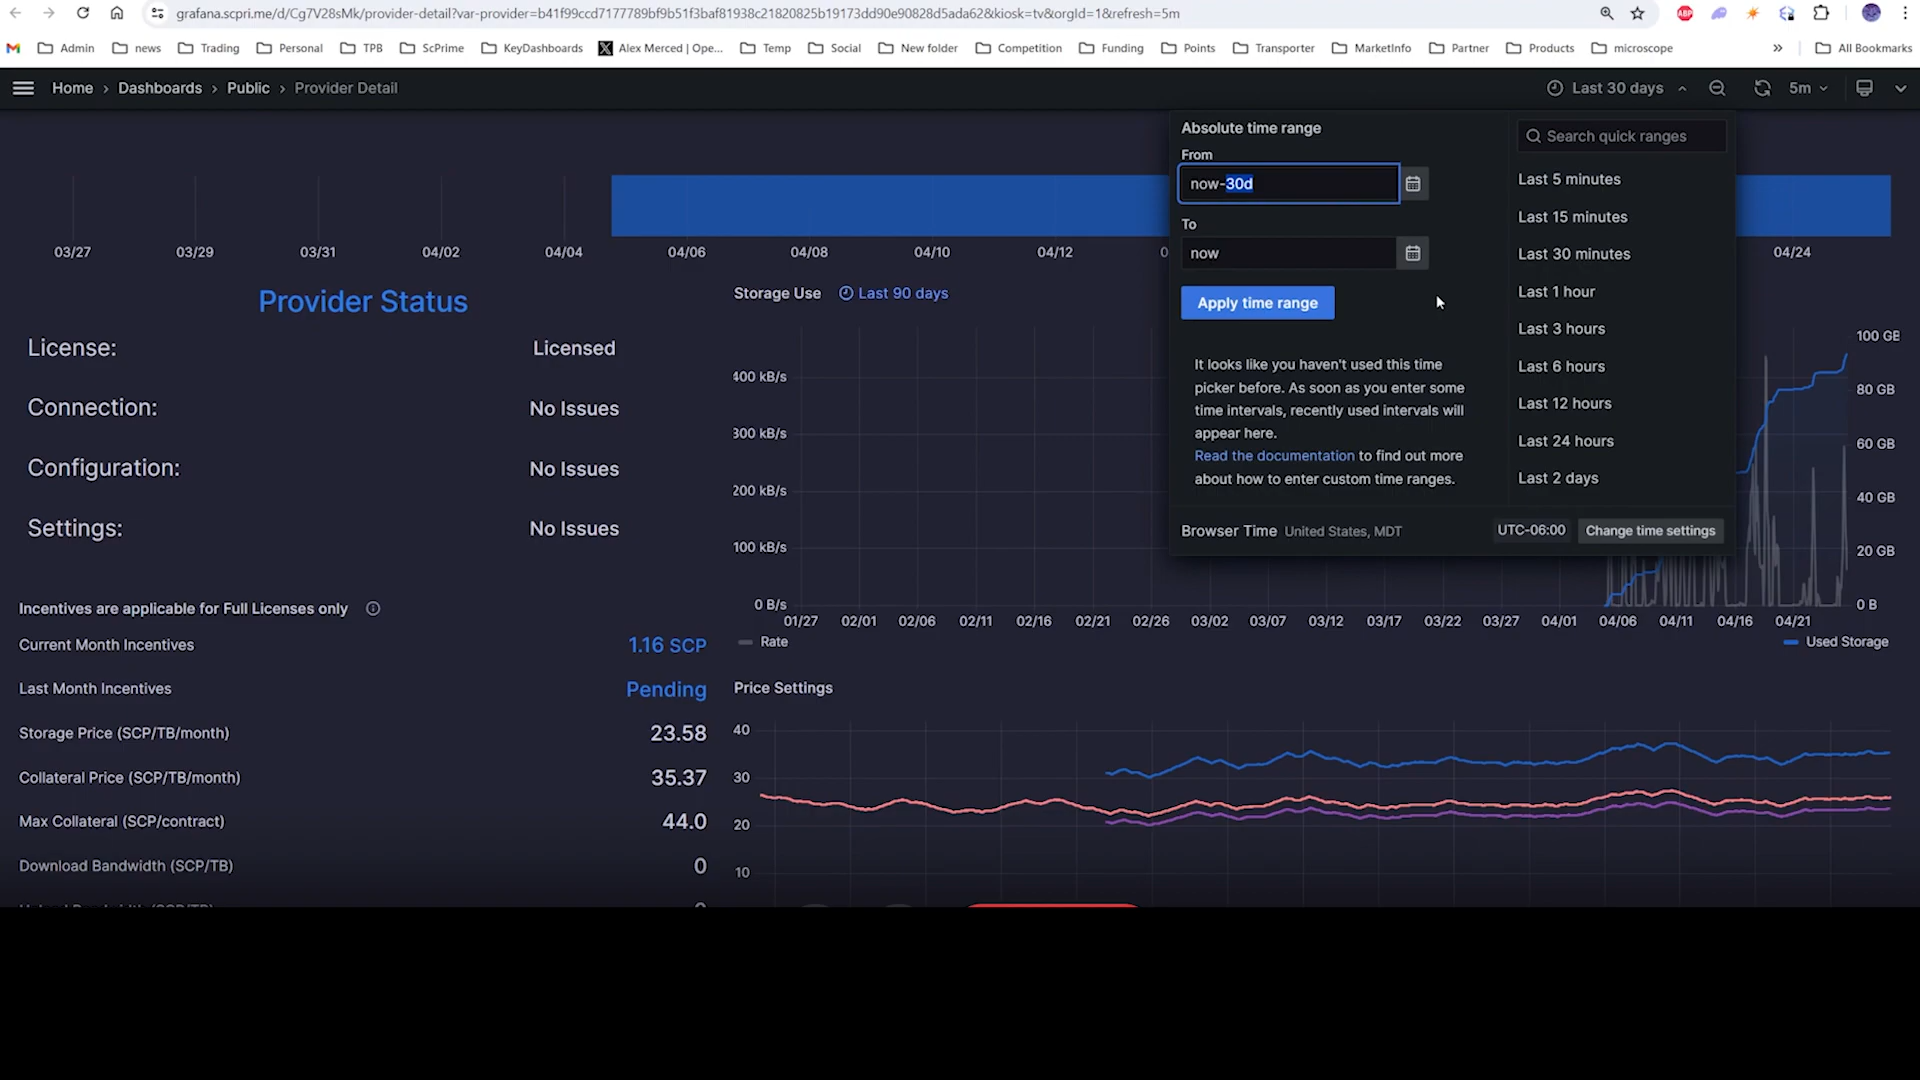 grafana.scpri.me/d/Cg7V28sMk/provider-detail?var-provider=b41f99ccd7177789bf9b51f3baf81938c21820825b19173dd90e90828d5ada62&kiosk=tv&orgId=1&refresh=5m
ABP
Admin news Trading Personal TPB ScPrime KeyDashboards X Alex Merced | Ope... Temp Social New folder Competition Funding Points Transporter MarketInfo Partner Products microscope » All Bookmarks
Home › Dashboards › Public › Provider Detail
Last 30 days 5m
Absolute time range
From
now-30d
To
now
Apply time range
It looks like you haven't used this time
picker before. As soon as you enter some
time intervals, recently used intervals will
appear here.
Read the documentation to find out more
about how to enter custom time ranges.
Browser Time United States, MDT UTC-06:00 Change time settings
Search quick ranges
Last 5 minutes
Last 15 minutes
Last 30 minutes
Last 1 hour
Last 3 hours
Last 6 hours
Last 12 hours
Last 24 hours
Last 2 days
03/27 03/29 03/31 04/02 04/04 04/06 04/08 04/10 04/12 04/24
Provider Status
License: Licensed
Connection: No Issues
Configuration: No Issues
Settings: No Issues
Incentives are applicable for Full Licenses only
Current Month Incentives 1.16 SCP
Last Month Incentives Pending
Storage Price (SCP/TB/month) 23.58
Collateral Price (SCP/TB/month) 35.37
Max Collateral (SCP/contract) 44.0
Download Bandwidth (SCP/TB) 0
Storage Use Last 90 days
400 kB/s
300 kB/s
200 kB/s
100 kB/s
0 B/s
100 GB
80 GB
60 GB
40 GB
20 GB
0 B
01/27 02/01 02/06 02/11 02/16 02/21 02/26 03/02 03/07 03/12 03/17 03/22 03/27 04/01 04/06 04/11 04/16 04/21
Rate Used Storage
Price Settings
40
30
20
10